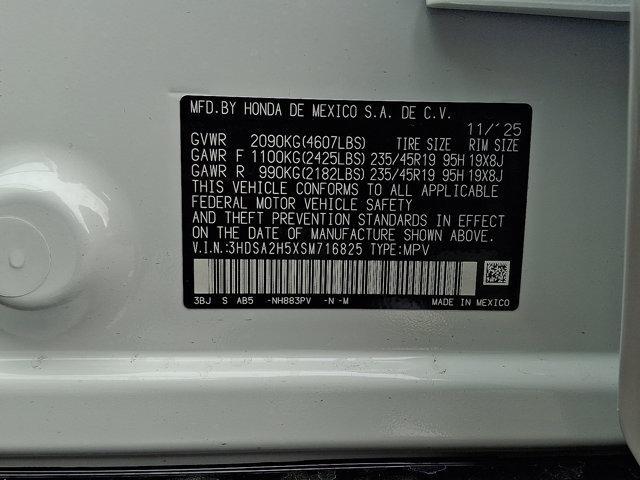 MFD.BY HONDA DE MEXICO S.A. DE C.V.
11/'25
GVWR 2090KG(4607LBS) TIRE SIZE RIM SIZE
GAWR F 1100KG(2425LBS) 235/45R19 95H 19X8J
GAWR R 990KG(2182LBS) 235/45R19 95H 19X8J
THIS VEHICLE CONFORMS TO ALL APPLICABLE
FEDERAL MOTOR VEHICLE SAFETY
AND THEFT PREVENTION STANDARDS IN EFFECT
ON THE DATE OF MANUFACTURE SHOWN ABOVE.
V.I.N.:3HDSA2H5XSM716825 TYPE:MPV
3BJ S AB5 -NH883PV -N -M MADE IN MEXICO